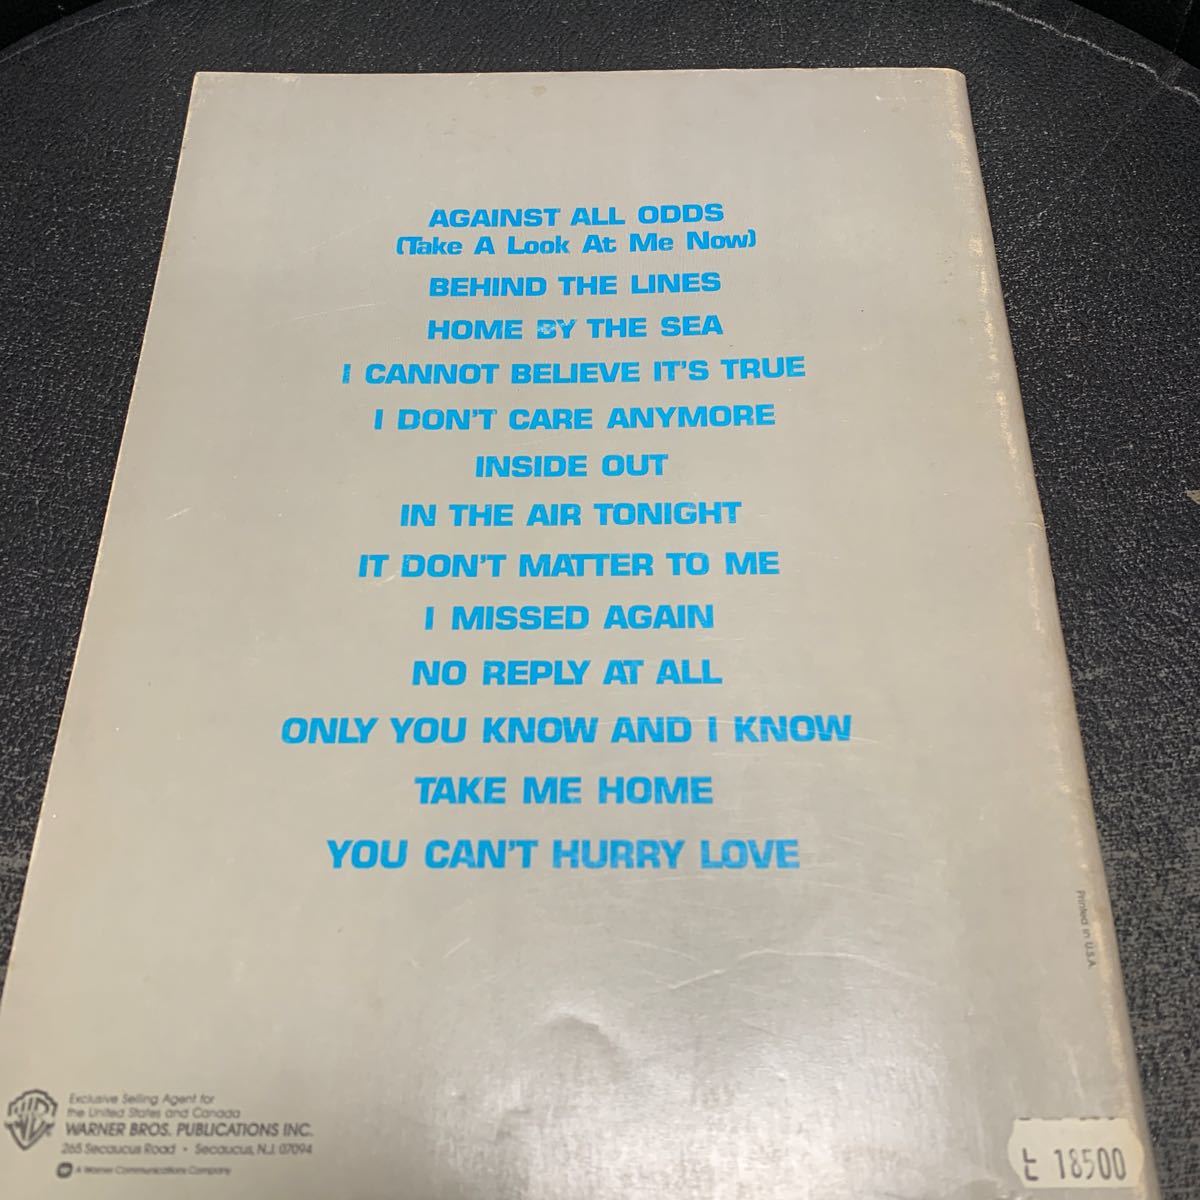 AGAINST ALL ODDS
(Take A Look At Me Now)
BEHIND THE LINES
HOME BY THE SEA
I CANNOT BELIEVE IT'S TRUE
I DON'T CARE ANYMORE
INSIDE OUT
IN THE AIR TONIGHT
IT DON'T MATTER TO ME
I MISSED AGAIN
NO REPLY AT ALL
ONLY YOU KNOW AND I KNOW
TAKE ME HOME
YOU CAN'T HURRY LOVE
Printed in U.S.A.
WB
Exclusive Selling Agent for
the United States and Canada
WARNER BROS. PUBLICATIONS INC.
265 Secaucus Road • Secaucus, N.J. 07094
A Warner Communications Company
と 18500